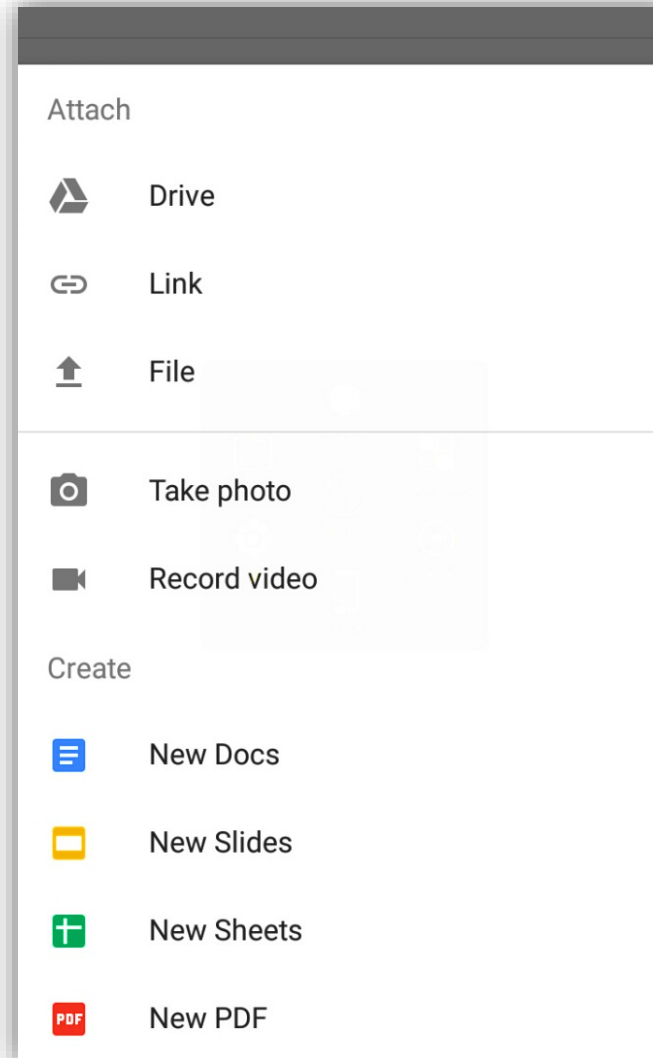 Attach
Drive
Link
File
Take photo
Record video
Create
New Docs
New Slides
New Sheets
PDF New PDF